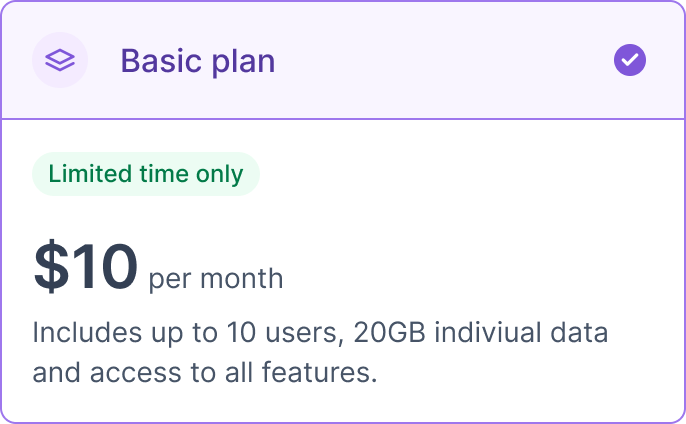 Basic plan
Limited time only
$10 per month
Includes up to 10 users, 20GB indiviual data
and access to all features.